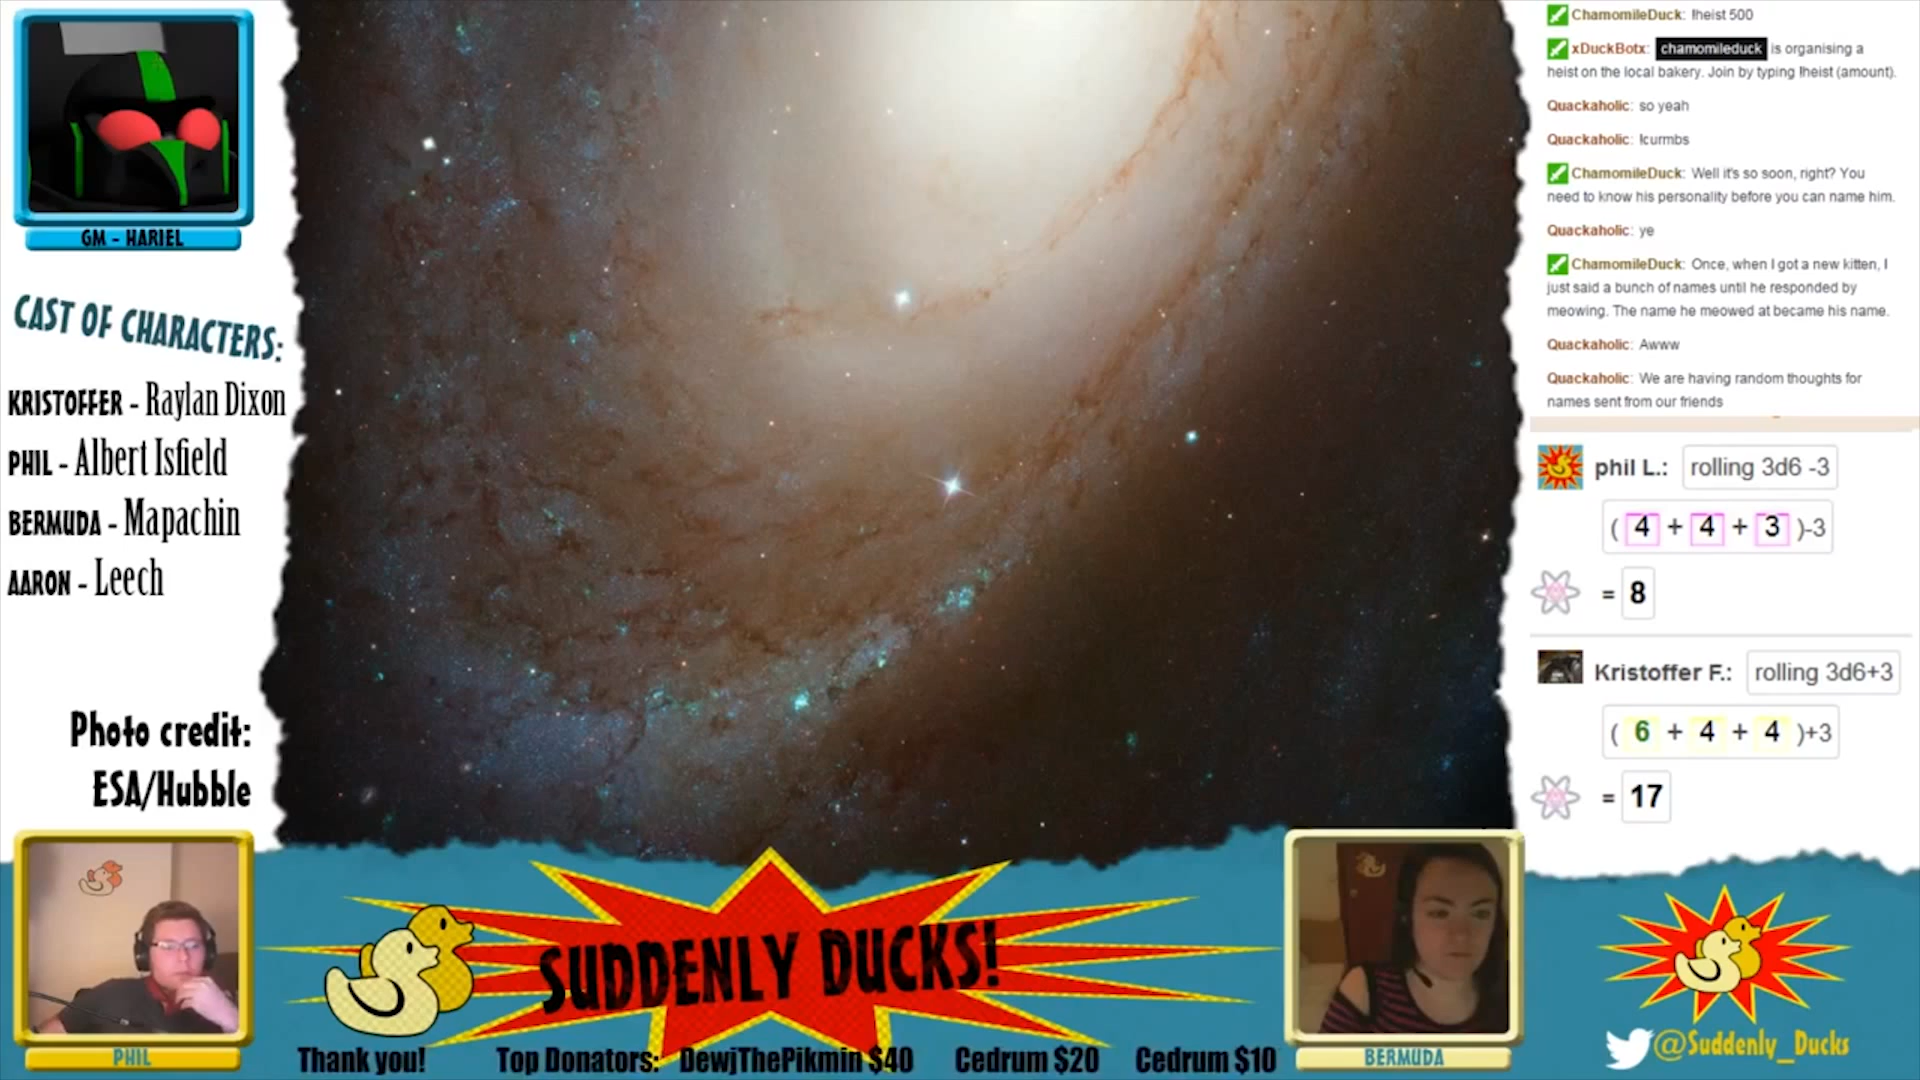 GM - HARIEL
CAST OF CHARACTERS:
KRISTOFFER - Raylan Dixon
PHIL - Albert Isfield
BERMUDA - Mapachin
AARON - Leech
Photo credit:
ESA/Hubble
PHIL
SUDDENLY DUCKS!
Thank you! Top Donators: DewjThePikmin $40 Cedrum $20 Cedrum $10
BERMUDA
ChamomileDuck: !heist 500
xDuckBotx: chamomileduck is organising a
heist on the local bakery. Join by typing !heist (amount).
Quackaholic: so yeah
Quackaholic: !curmbs
ChamomileDuck: Well it's so soon, right? You
need to know his personality before you can name him.
Quackaholic: ye
ChamomileDuck: Once, when I got a new kitten, I
just said a bunch of names until he responded by
meowing. The name he meowed at became his name.
Quackaholic: Awww
Quackaholic: We are having random thoughts for
names sent from our friends
phil L.: rolling 3d6 -3
( 4 + 4 + 3 )-3
= 8
Kristoffer F.: rolling 3d6+3
( 6 + 4 + 4 )+3
= 17
@Suddenly_Ducks